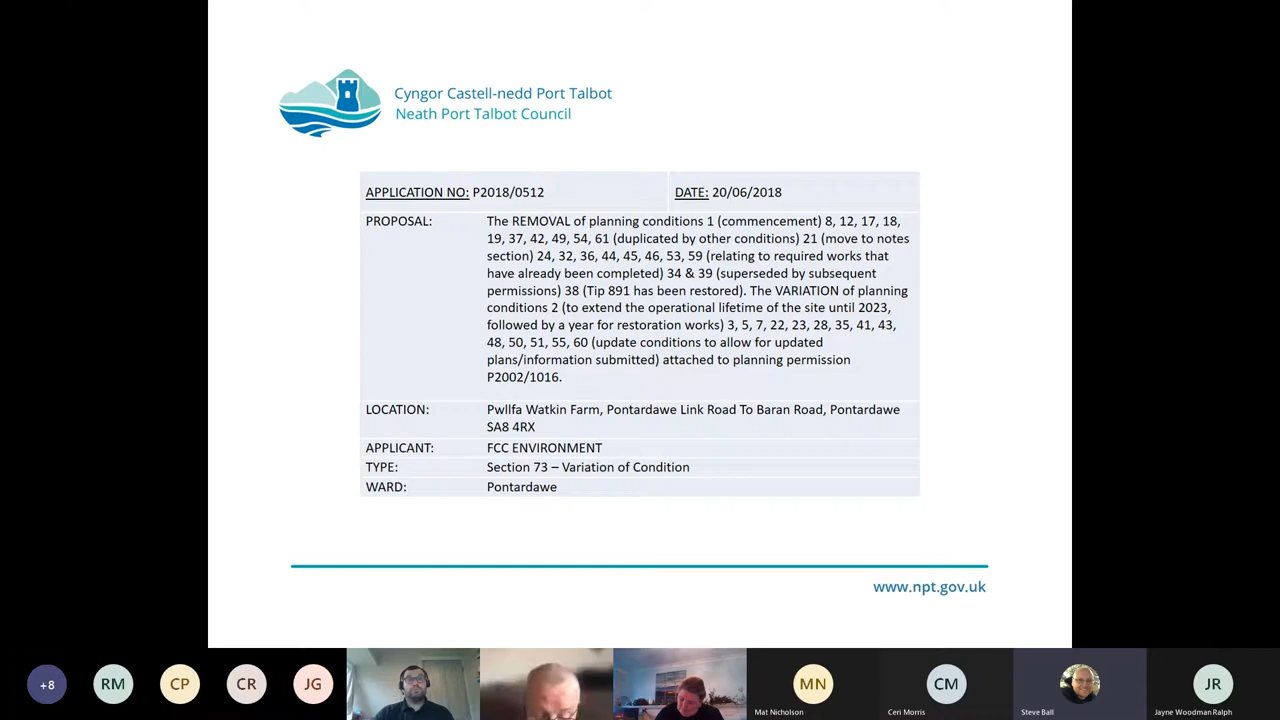 Cyngor Castell-nedd Port Talbot
Neath Port Talbot Council
APPLICATION NO: P2018/0512
DATE: 20/06/2018
PROPOSAL:
The REMOVAL of planning conditions 1 (commencement) 8, 12, 17, 18,
19, 37, 42, 49, 54, 61 (duplicated by other conditions) 21 (move to notes
section) 24, 32, 36, 44, 45, 46, 53, 59 (relating to required works that
have already been completed) 34 & 39 (superseded by subsequent
permissions) 38 (Tip 891 has been restored). The VARIATION of planning
conditions 2 (to extend the operational lifetime of the site until 2023,
followed by a year for restoration works) 3, 5, 7, 22, 23, 28, 35, 41, 43,
48, 50, 51, 55, 60 (update conditions to allow for updated
plans/information submitted) attached to planning permission
P2002/1016.
LOCATION:
Pwllfa Watkin Farm, Pontardawe Link Road To Baran Road, Pontardawe
SA8 4RX
APPLICANT:
FCC ENVIRONMENT
TYPE:
Section 73 – Variation of Condition
WARD:
Pontardawe
www.npt.gov.uk
+8
RM
CP
CR
JG
MN
Mat Nicholson
CM
Ceri Morris
Steve Ball
JR
Jayne Woodman Ralph